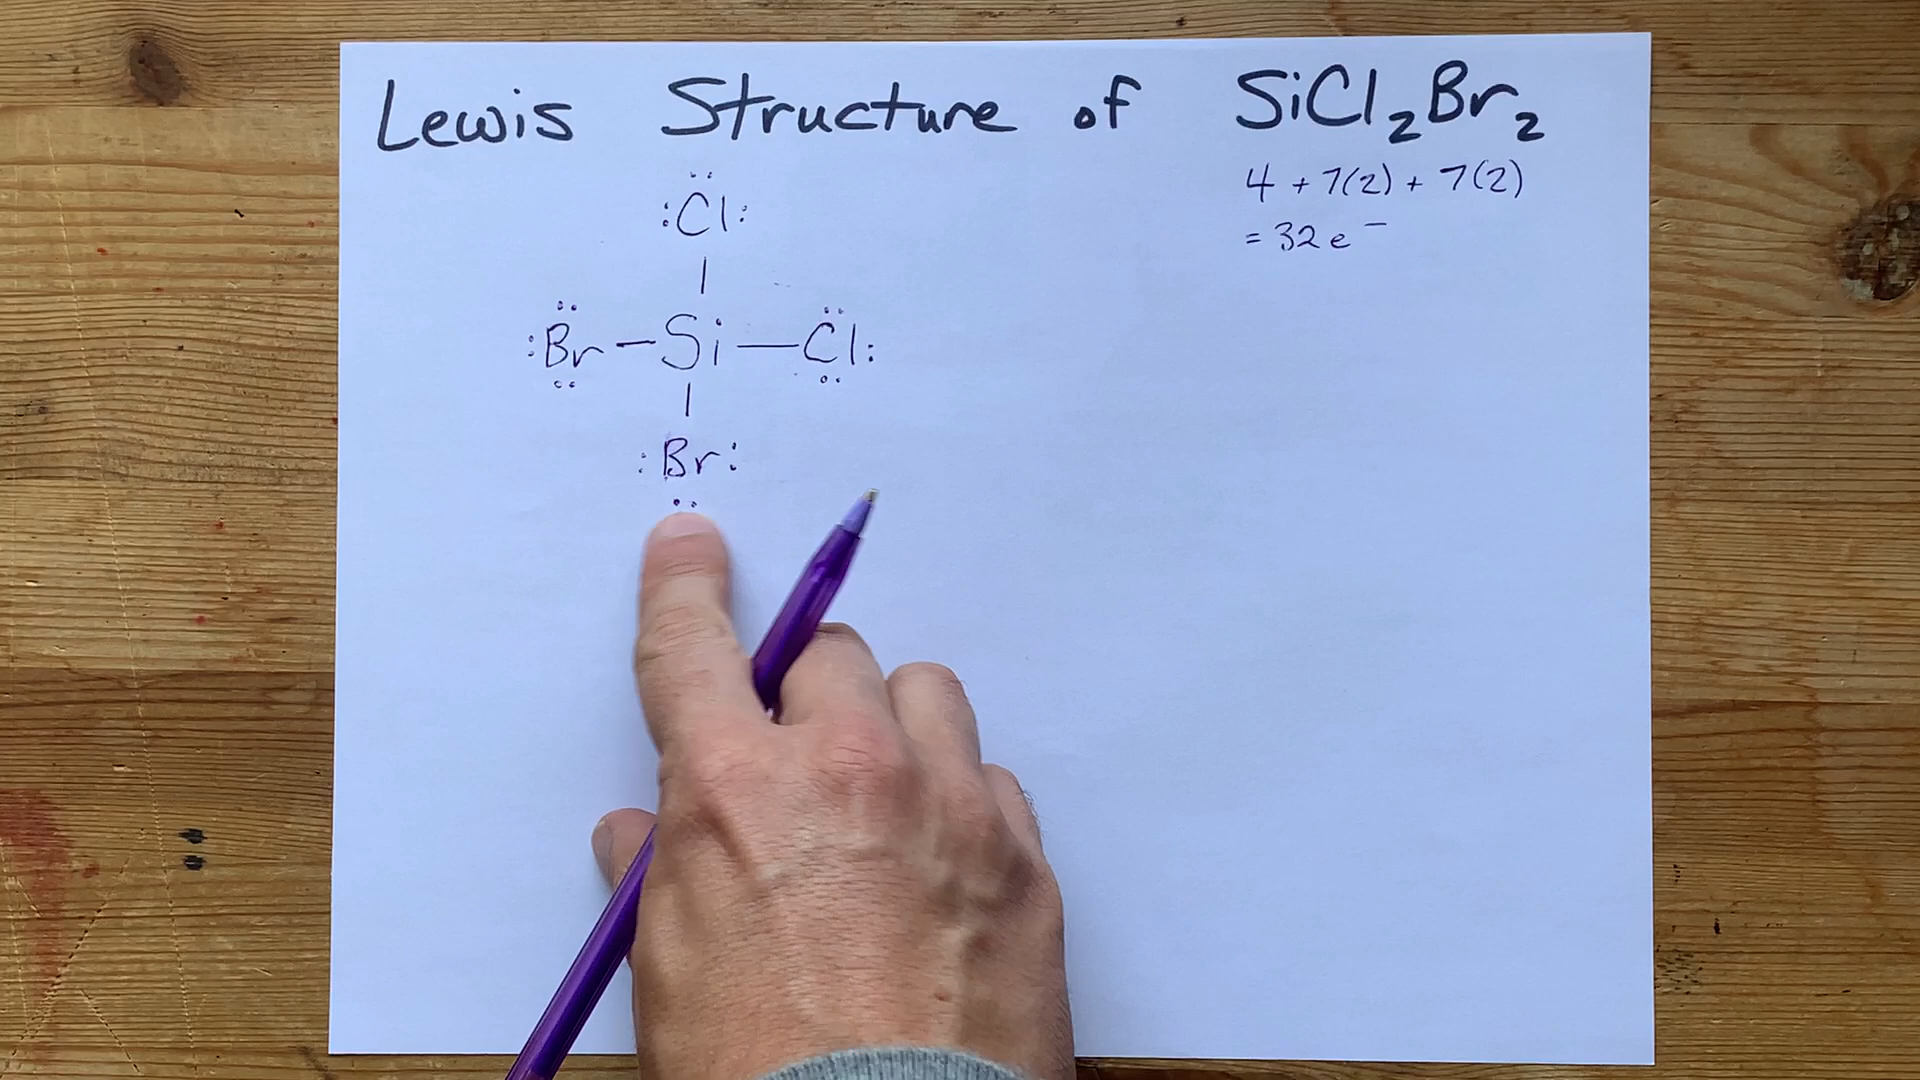 Lewis Structure of SiCl₂Br₂
4 + 7(2) + 7(2)
= 32 e⁻
:Cl:
:Br—Si—Cl:
:Br: